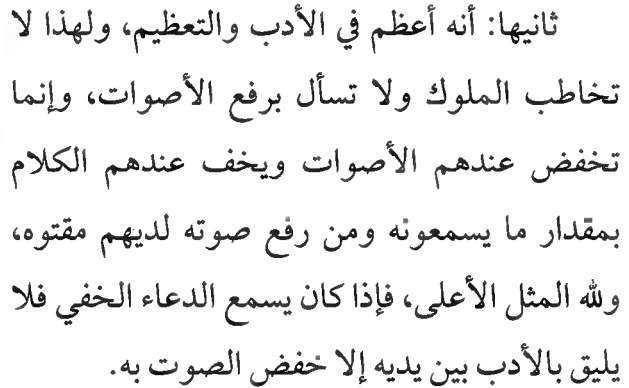 ثانيها: أنه أعظم في الأدب والتعظيم، ولهذا لا
تخاطب الملوك ولا تسأل برفع الأصوات، وإنما
تخفض عندهم الأصوات ويخف عندهم الكلام
بمقدار ما يسمعونه ومن رفع صوته لديهم مقتوه،
ولله المثل الأعلى، فإذا كان يسمع الدعاء الخفي فلا
يليق بالأدب بين يديه إلا خفض الصوت به.